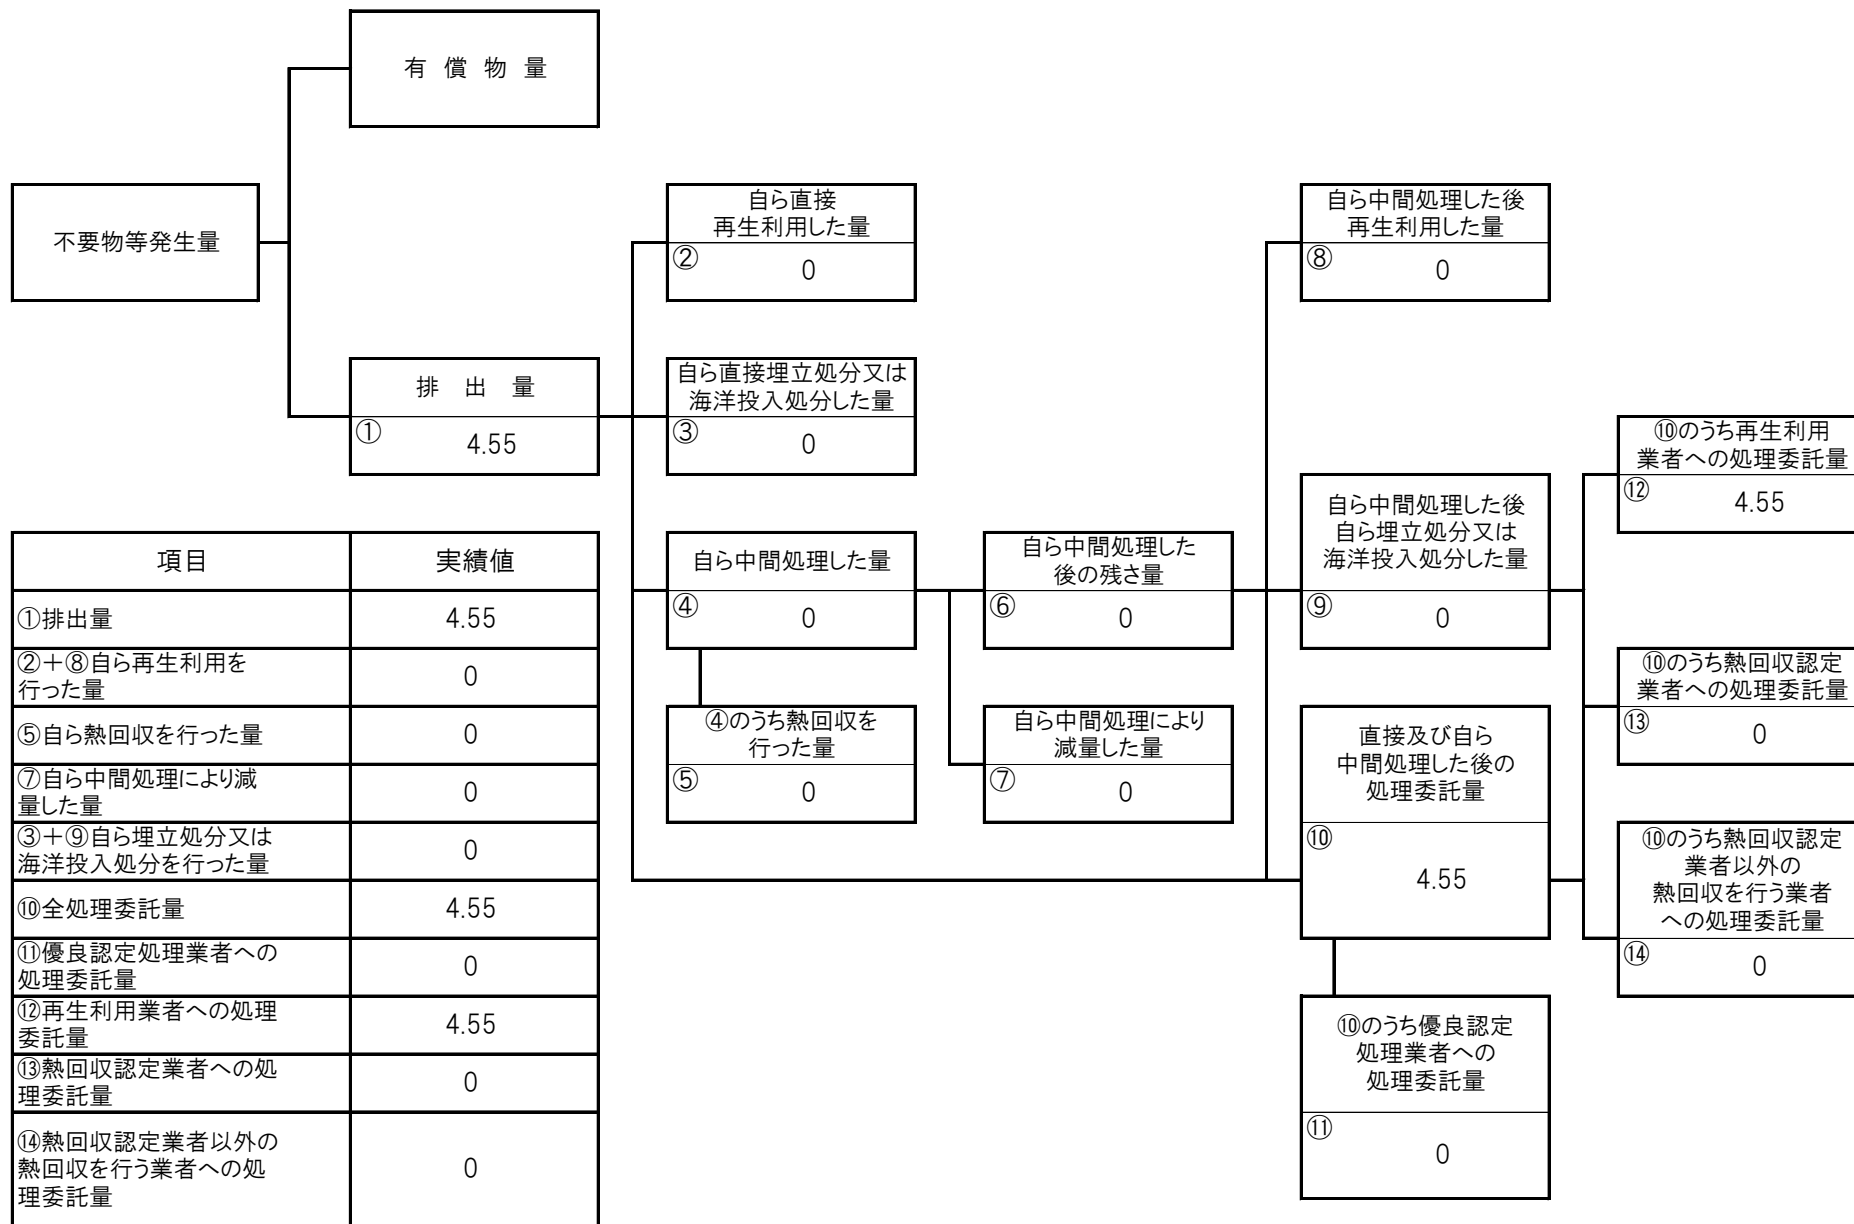 有 償 物 量
不要物等発生量
排 出 量
① 4.55
自ら直接
再生利用した量
② 0
自ら直接埋立処分又は
海洋投入処分した量
③ 0
自ら中間処理した量
④ 0
④のうち熱回収を
行った量
⑤ 0
自ら中間処理した
後の残さ量
⑥ 0
自ら中間処理により
減量した量
⑦ 0
自ら中間処理した後
再生利用した量
⑧ 0
自ら中間処理した後
自ら埋立処分又は
海洋投入処分した量
⑨ 0
直接及び自ら
中間処理した後の
処理委託量
⑩
4.55
⑩のうち優良認定
処理業者への
処理委託量
⑪
0
⑩のうち再生利用
業者への処理委託量
⑫ 4.55
⑩のうち熱回収認定
業者への処理委託量
⑬ 0
⑩のうち熱回収認定
業者以外の
熱回収を行う業者
への処理委託量
⑭ 0
項目 実績値
①排出量 4.55
②＋⑧自ら再生利用を
行った量 0
⑤自ら熱回収を行った量 0
⑦自ら中間処理により減
量した量 0
③＋⑨自ら埋立処分又は
海洋投入処分を行った量 0
⑩全処理委託量 4.55
⑪優良認定処理業者への
処理委託量 0
⑫再生利用業者への処理
委託量 4.55
⑬熱回収認定業者への処
理委託量 0
⑭熱回収認定業者以外の
熱回収を行う業者への処 0
理委託量